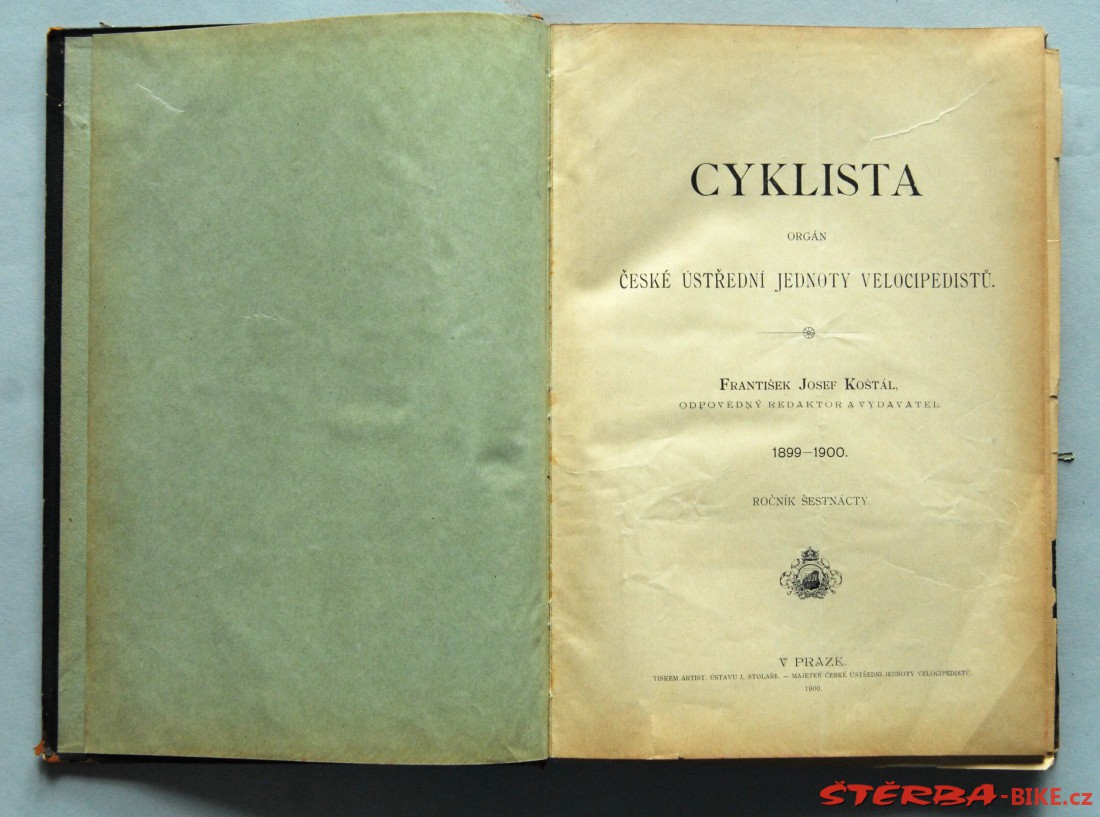 CYKLISTA
ORGÁN
ČESKÉ ÚSTŘEDNÍ JEDNOTY VELOCIPEDISTŮ.
FRANTIŠEK JOSEF KOŠTÁL,
ODPOVĚDNÝ REDAKTOR A VYDAVATEL
1899—1900.
ROČNÍK ŠESTNÁCTÝ
V PRAZE.
TISKEM ARTIST. ÚSTAVU J. STOLAŘE. — MAJETEK ČESKÉ ÚSTŘEDNÍ JEDNOTY VELOCIPEDISTŮ.
1900.
ŠTĚRBA-BIKE.cz